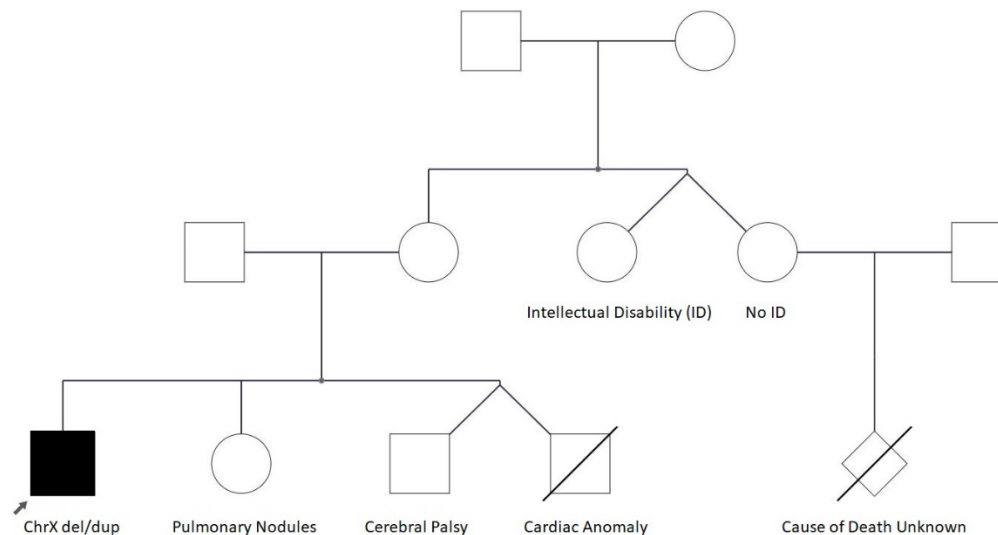 Intellectual Disability (ID) No ID
ChrX del/dup Pulmonary Nodules Cerebral Palsy Cardiac Anomaly Cause of Death Unknown